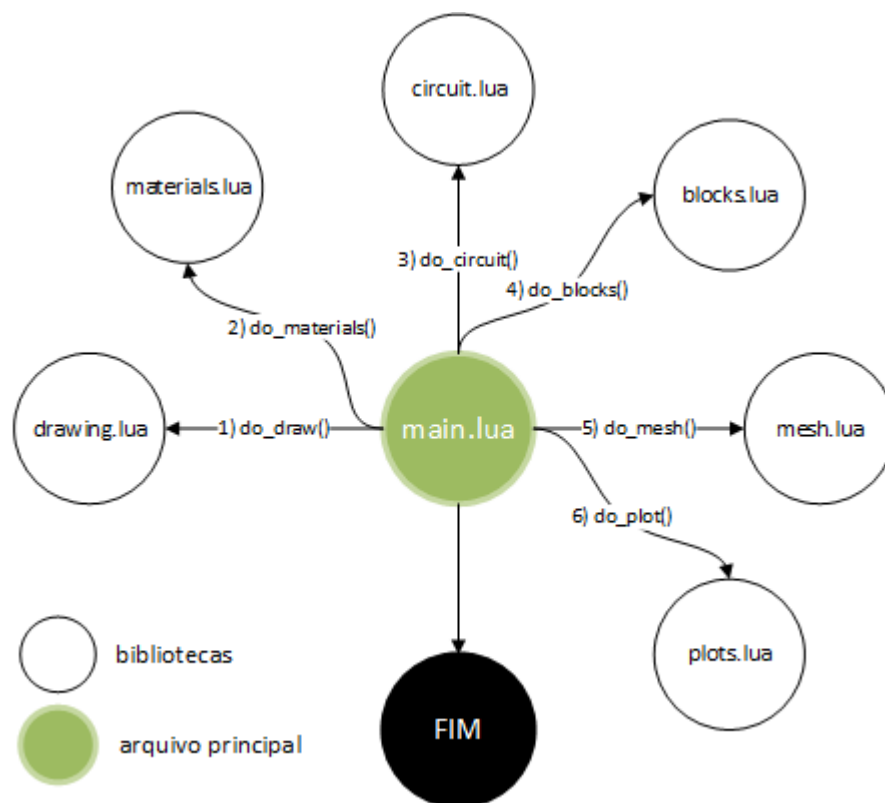 circuit.lua
materials.lua
blocks.lua
3) do_circuit()
4) do_blocks()
2) do_materials()
drawing.lua
1) do_draw()
main.lua
5) do_mesh()
mesh.lua
6) do_plot()
plots.lua
bibliotecas
FIM
arquivo principal